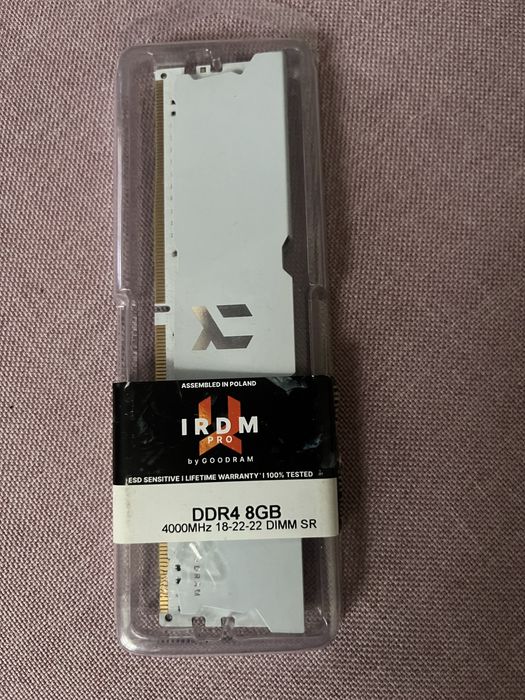 ASSEMBLED IN POLAND
IRDM
PRO
by GOODRAM
ESD SENSITIVE | LIFETIME WARRANTY* | 100% TESTED
DDR4 8GB
4000MHz 18-22-22 DIMM SR